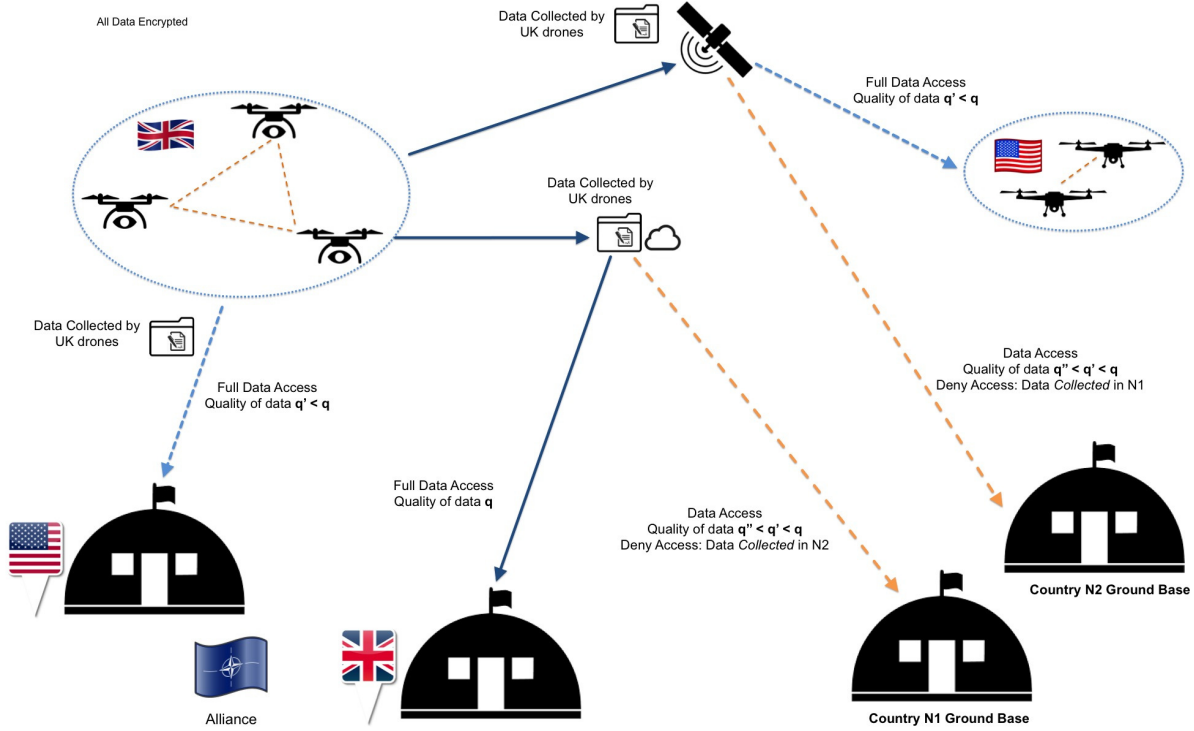 All Data Encrypted
Data Collected by
UK drones
Full Data Access
Quality of data q’ < q
Data Collected by
UK drones
Data Collected by
UK drones
Full Data Access
Quality of data q’ < q
Data Access
Quality of data q’’ < q’ < q
Deny Access: Data Collected in N1
Full Data Access
Quality of data q
Data Access
Quality of data q’’ < q’ < q
Deny Access: Data Collected in N2
Country N2 Ground Base
Alliance
Country N1 Ground Base